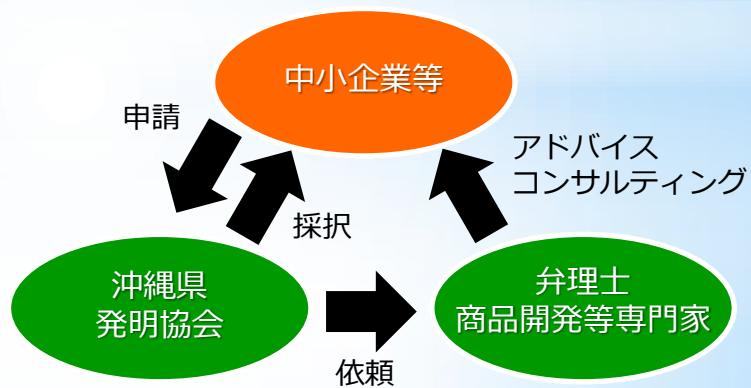 中小企業等
申請
採択
アドバイス
コンサルティング
沖縄県
発明協会
依頼
弁理士
商品開発等専門家